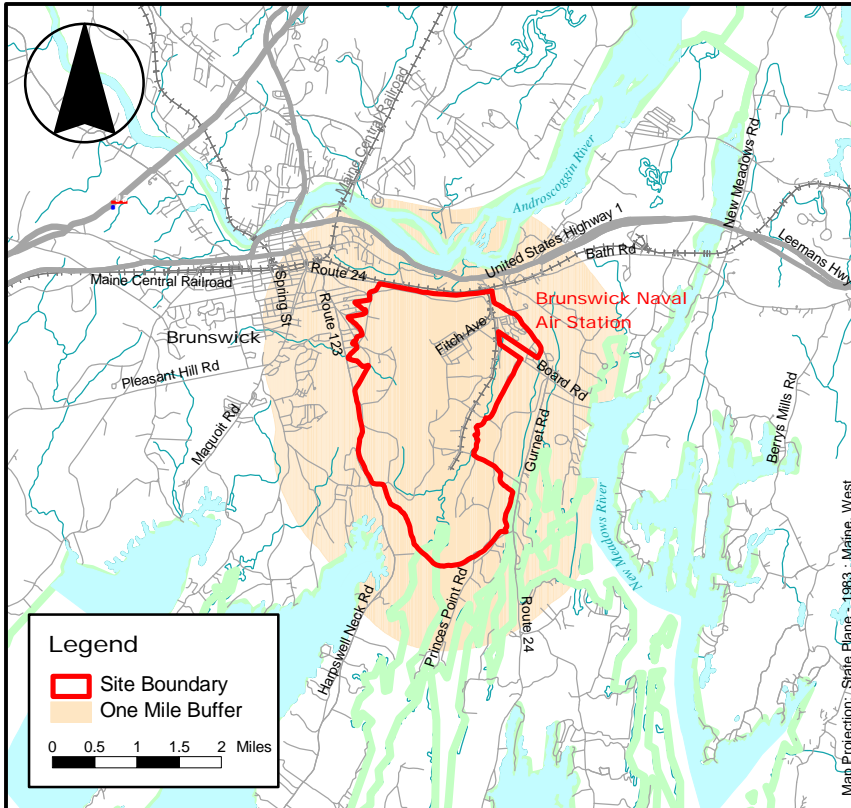 Maine Central Railroad
Androscoggin River
New Meadows Rd
United States Highway 1
Bath Rd
Leemans Hwy
Route 24
Maine Central Railroad
Spring St
Route 123
Brunswick Naval
Air Station
Brunswick
Fitch Ave
Board Rd
Pleasant Hill Rd
Maquoit Rd
Gurnet Rd
Berrys Mills Rd
New Meadows River
Princes Point Rd
Harpswell Neck Rd
Route 24
Legend
Site Boundary
One Mile Buffer
0 0.5 1 1.5 2 Miles
Map Projection: State Plane - 1983 : Maine, West